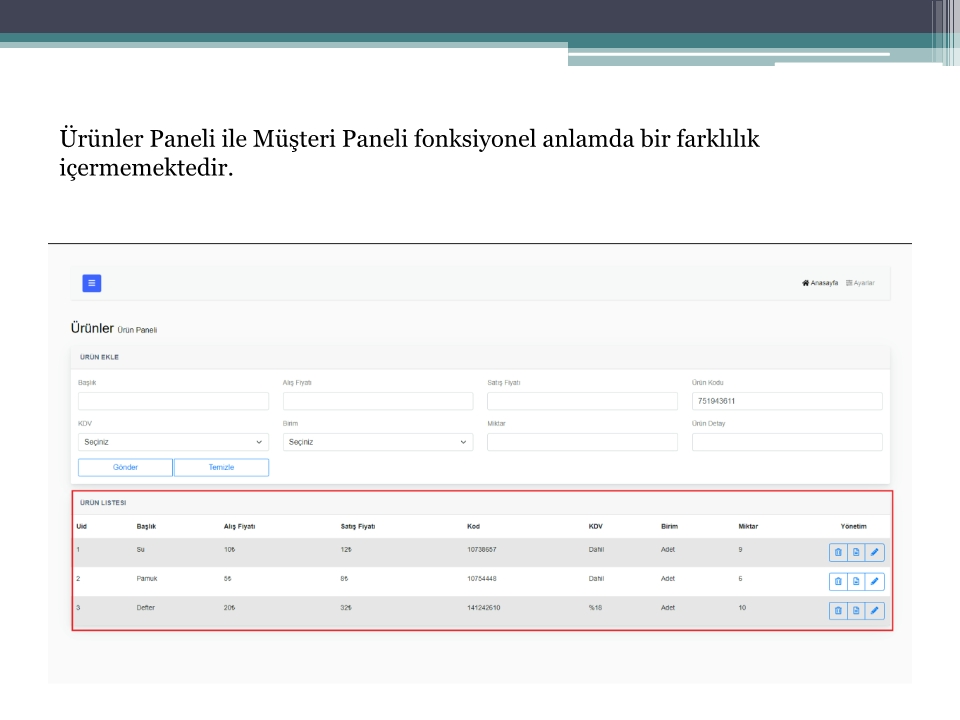 Ürünler Paneli ile Müşteri Paneli fonksiyonel anlamda bir farklılık
içermemektedir.
Anasayfa Ayarlar
Ürünler Ürün Paneli
ÜRÜN EKLE
Başlık Alış Fiyatı Satış Fiyatı Ürün Kodu
751943611
KDV Birim Miktar Ürün Detay
Seçiniz Seçiniz
Gönder Temizle
ÜRÜN LİSTESİ
Uid Başlık Alış Fiyatı Satış Fiyatı Kod KDV Birim Miktar Yönetim
1 Su 10₺ 12₺ 10738687 Dahil Adet 9
2 Pamuk 5₺ 8₺ 10754448 Dahil Adet 6
3 Defter 20₺ 32₺ 141242610 %18 Adet 10